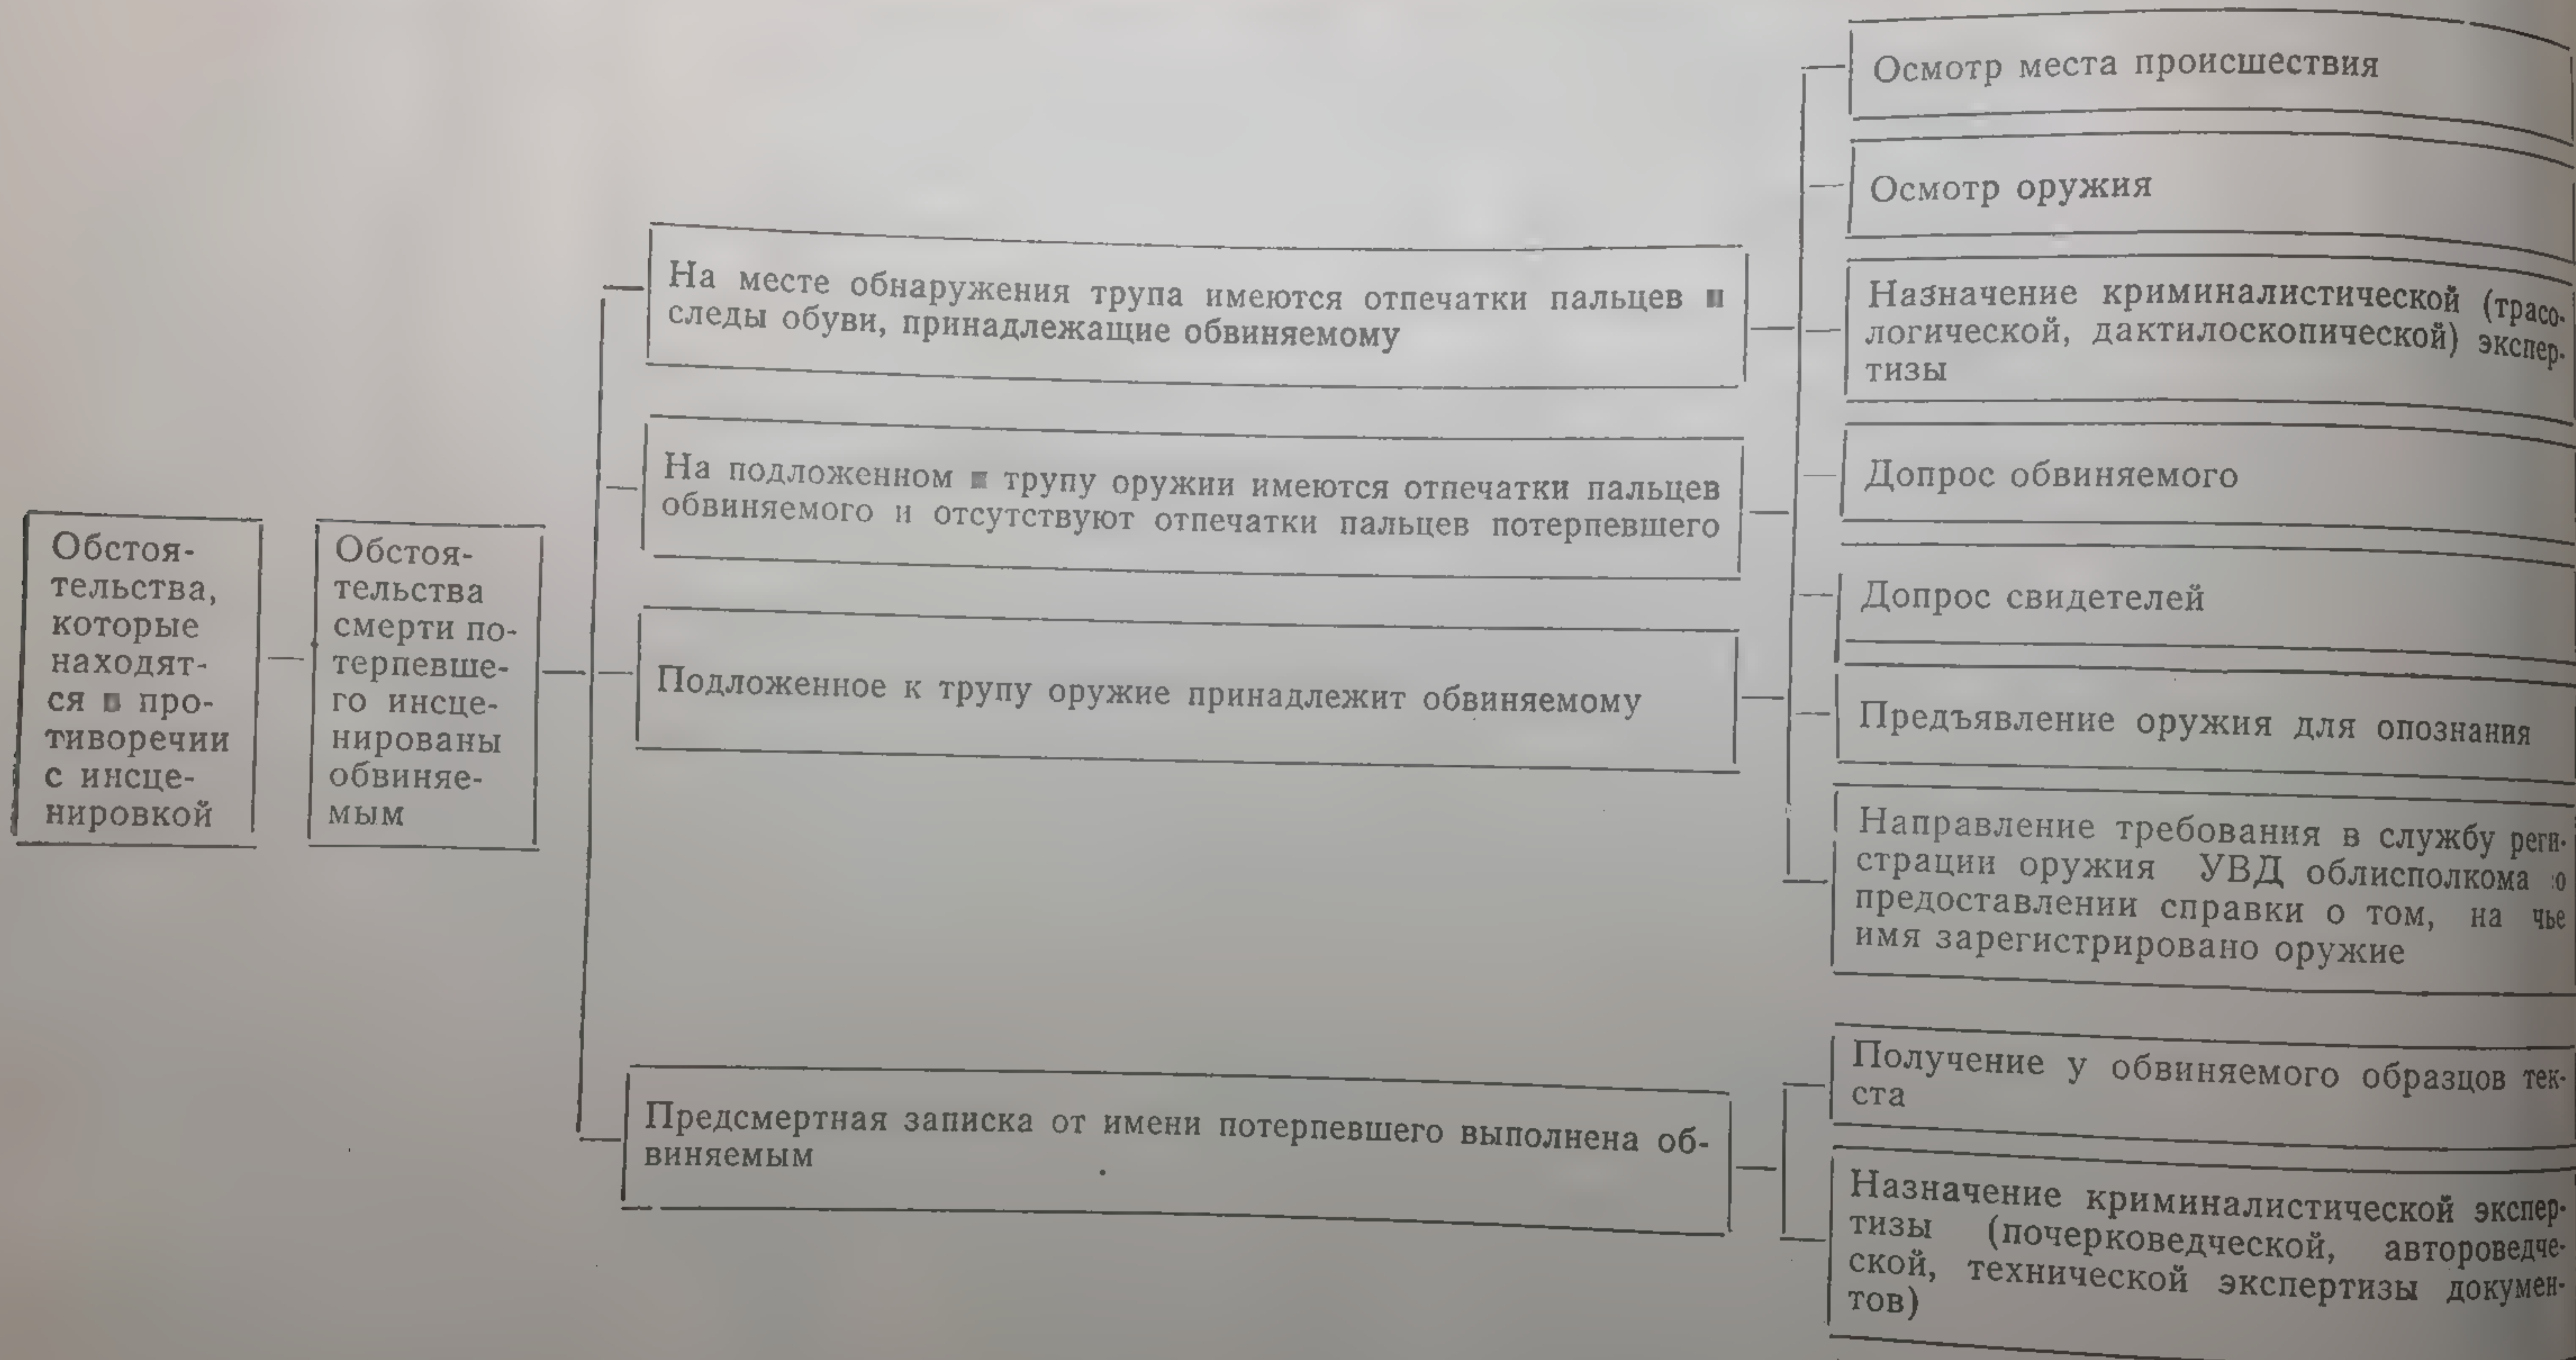 Обстоя-
тельства,
которые
находят-
ся в про-
тиворечии
с инсце-
нировкой
Обстоя-
тельства
смерти по-
терпевше-
го инсце-
нированы
обвиняе-
мым
На месте обнаружения трупа имеются отпечатки пальцев и
следы обуви, принадлежащие обвиняемому
На подложенном к трупу оружии имеются отпечатки пальцев
обвиняемого и отсутствуют отпечатки пальцев потерпевшего
Подложенное к трупу оружие принадлежит обвиняемому
Предсмертная записка от имени потерпевшего выполнена об-
виняемым
Осмотр места происшествия
Осмотр оружия
Назначение криминалистической (трасо-
логической, дактилоскопической) экспер-
тизы
Допрос обвиняемого
Допрос свидетелей
Предъявление оружия для опознания
Направление требования в службу реги-
страции оружия УВД облисполкома о
предоставлении справки о том, на чье
имя зарегистрировано оружие
Получение у обвиняемого образцов тек-
ста
Назначение криминалистической экспер-
тизы (почерковедческой, автороведче-
ской, технической экспертизы докумен-
тов)